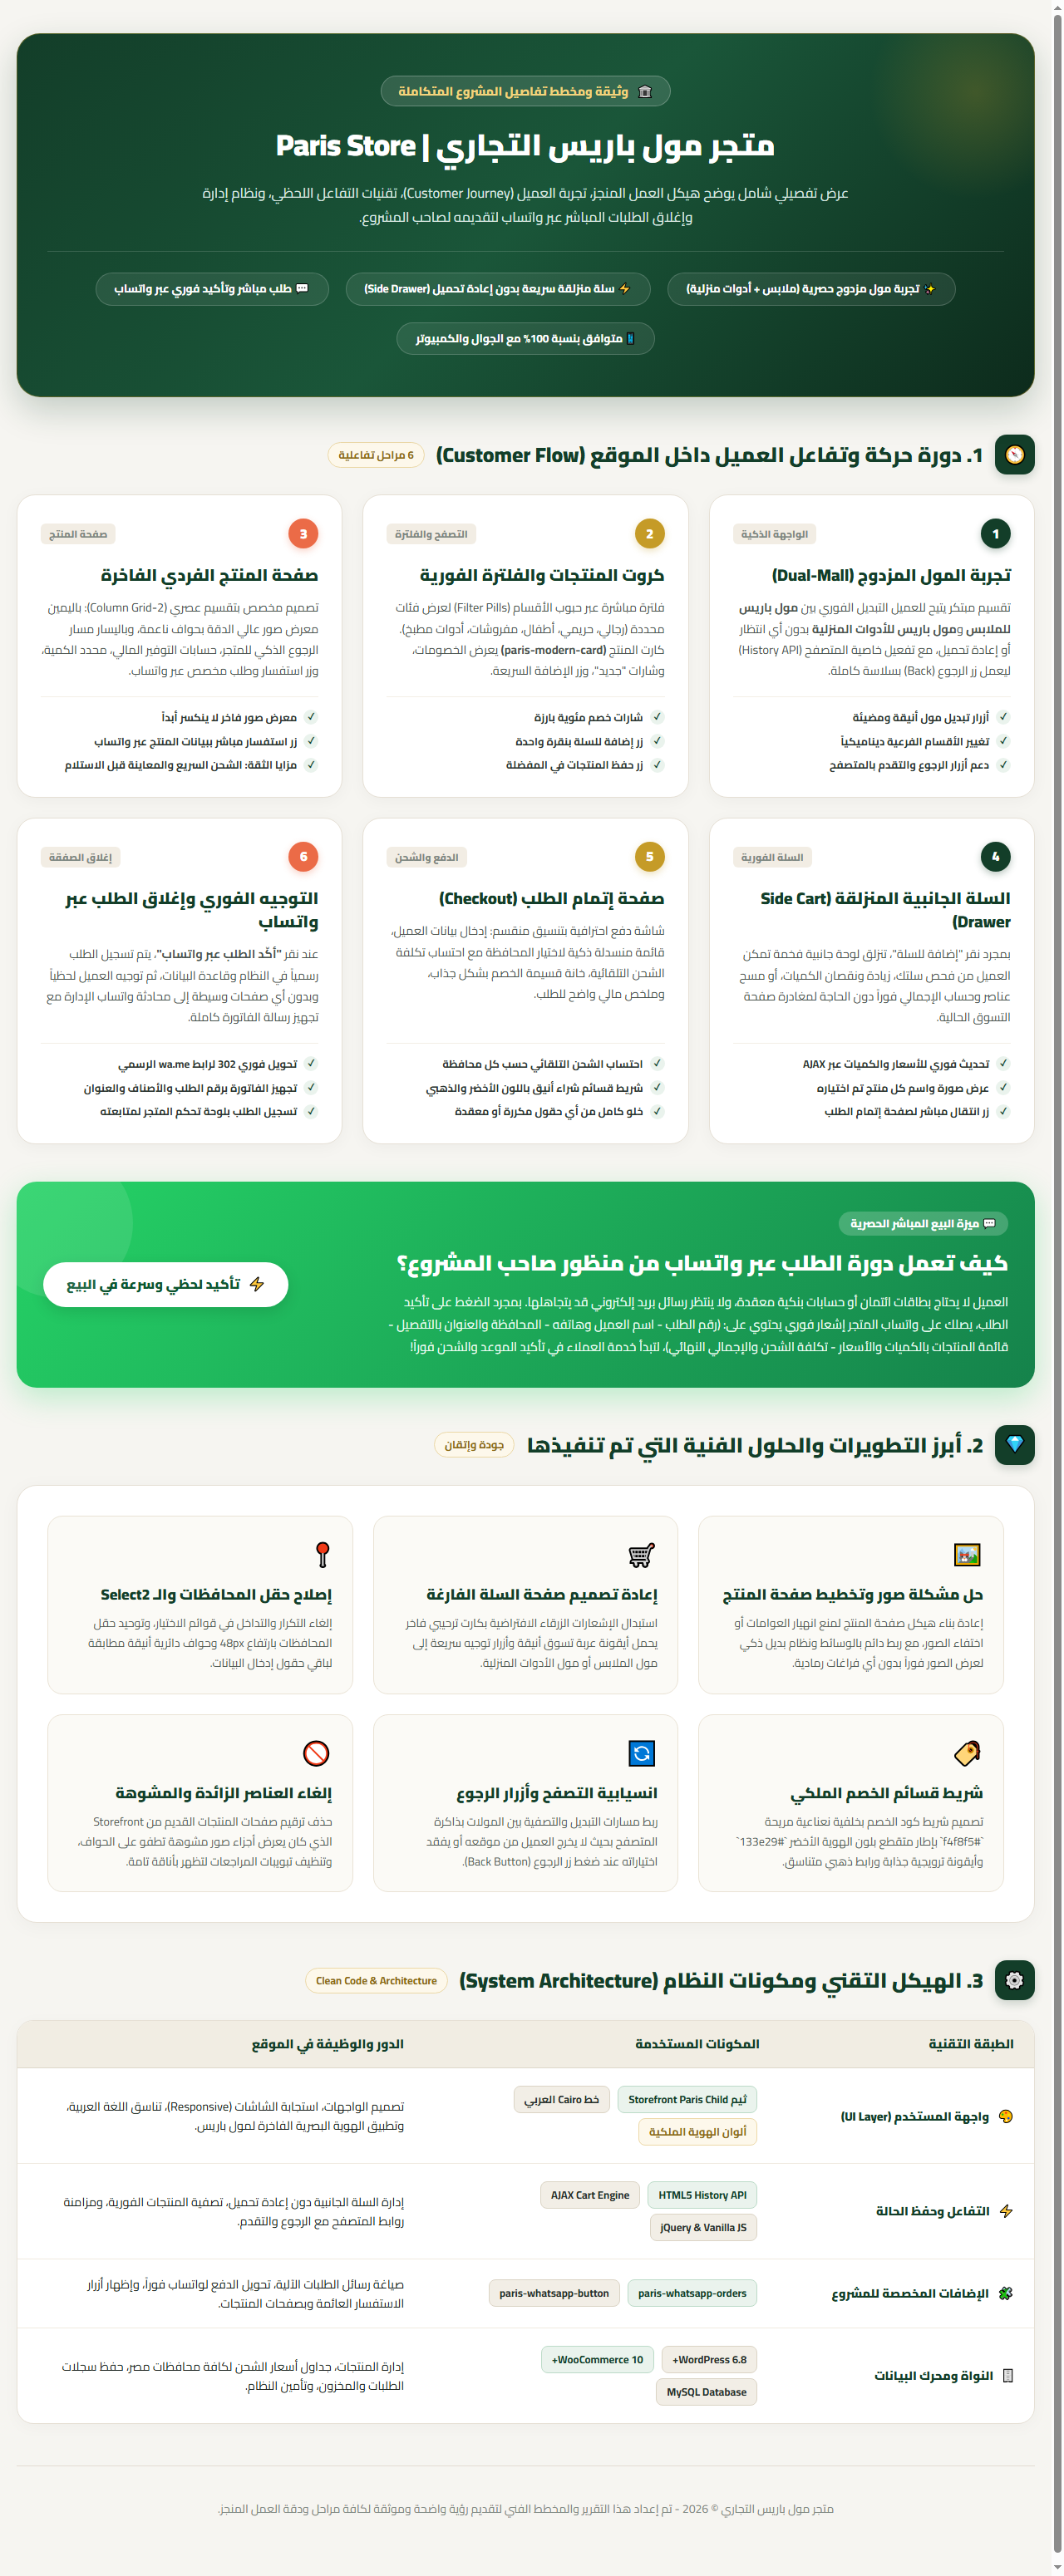 وثيقة ومخطط تفاصيل المشروع المتكاملة
متجر مول باريس التجاري | Paris Store
عرض تفصيلي شامل يوضح هيكل العمل المنجز، تجربة العميل (Customer Journey)، تقنيات التفاعل اللحظي، ونظام إدارة
وإغلاق الطلبات المباشر عبر واتساب لتقديمه لصاحب المشروع.
تجربة مول مزدوج حصرية (ملابس + أدوات منزلية)
سلة منزلقة سريعة بدون إعادة تحميل (Side Drawer)
طلب مباشر وتأكيد فوري عبر واتساب
متوافق بنسبة 100% مع الجوال والكمبيوتر
1. دورة حركة وتفاعل العميل داخل الموقع (Customer Flow)
6 مراحل تفاعلية
1
الواجهة الذكية
تجربة المول المزدوج (Dual-Mall)
تقسيم مبتكر يتيح للعميل التبديل الفوري بين مول باريس
للملابس ومول باريس للأدوات المنزلية بدون أي انتظار
أو إعادة تحميل، مع تفعيل خاصية المتصفح (History API)
ليعمل زر الرجوع (Back) بسلاسة كاملة.
✓ أزرار تبديل مول أنيقة ومضيئة
✓ تغيير الأقسام الفرعية ديناميكياً
✓ دعم أزرار الرجوع والتقدم بالمتصفح
2
التصفح والفلترة
كروت المنتجات والفلترة الفورية
فلترة مباشرة عبر حبوب الأقسام (Filter Pills) لعرض فئات
محددة (رجالي، حريمي، أطفال، مفروشات، أدوات مطبخ).
كارت المنتج (paris-modern-card) يعرض الخصومات،
وشارات "جديد"، وزر الإضافة السريعة.
✓ شارات خصم مئوية بارزة
✓ زر إضافة للسلة بنقرة واحدة
✓ زر حفظ المنتجات في المفضلة
3
صفحة المنتج
صفحة المنتج الفردي الفاخرة
تصميم مخصص بتقسيم عصري (2-Column Grid): باليمين
معرض صور عالي الدقة بحواف ناعمة، وباليسار مسار
الرجوع الذكي للمتجر، حسابات التوفير المالي، محدد الكمية،
وزر استفسار وطلب مخصص عبر واتساب.
✓ معرض صور فاخر لا ينكسر أبداً
✓ زر استفسار مباشر ببيانات المنتج عبر واتساب
✓ مزايا الثقة: الشحن السريع والمعاينة قبل الاستلام
4
السلة الفورية
السلة الجانبية المنزلقة (Side Cart
Drawer)
بمجرد نقر "إضافة للسلة"، تنزلق لوحة جانبية فخمة تمكن
العميل من فحص سلتك، زيادة ونقصان الكميات، أو مسح
عناصر وحساب الإجمالي فوراً دون الحاجة لمغادرة صفحة
التسوق الحالية.
✓ تحديث فوري للأسعار والكميات عبر AJAX
✓ عرض صورة واسم كل منتج تم اختياره
✓ زر انتقال مباشر لصفحة إتمام الطلب
5
الدفع والشحن
صفحة إتمام الطلب (Checkout)
شاشة دفع احترافية بتنسيق منقسم: إدخال بيانات العميل،
قائمة منسدلة ذكية لاختيار المحافظة مع احتساب تكلفة
الشحن التلقائية، خانة قسيمة الخصم بشكل جذاب،
وملخص مالي واضح للطلب.
✓ احتساب الشحن التلقائي حسب كل محافظة
✓ شريط قسائم شراء أنيق باللون الأخضر والذهبي
✓ خلو كامل من أي حقول مكررة أو معقدة
6
إغلاق الصفقة
التوجيه الفوري وإغلاق الطلب عبر
واتساب
عند نقر "أكّد الطلب عبر واتساب"، يتم تسجيل الطلب
رسمياً في النظام وقاعدة البيانات، ثم توجيه العميل لحظياً
وبدون أي صفحات وسيطة إلى محادثة واتساب الإدارة مع
تجهيز رسالة الفاتورة كاملة.
✓ تحويل فوري 302 لرابط wa.me الرسمي
✓ تجهيز الفاتورة برقم الطلب والأصناف والعنوان
✓ تسجيل الطلب بلوحة تحكم المتجر لمتابعته
ميزة البيع المباشر الحصرية
كيف تعمل دورة الطلب عبر واتساب من منظور صاحب المشروع؟
العميل لا يحتاج بطاقات ائتمان أو حسابات بنكية معقدة، ولا ينتظر رسائل بريد إلكتروني قد يتجاهلها. بمجرد الضغط على تأكيد
الطلب، يصلك على واتساب المتجر إشعار فوري يحتوي على: (رقم الطلب - اسم العميل وهاتفه - المحافظة والعنوان بالتفصيل -
قائمة المنتجات بالكميات والأسعار - تكلفة الشحن والإجمالي النهائي)، لتبدأ خدمة العملاء في تأكيد الموعد والشحن فوراً!
تأكيد لحظي وسرعة في البيع
2. أبرز التطويرات والحلول الفنية التي تم تنفيذها
جودة وإتقان
حل مشكلة صور وتخطيط صفحة المنتج
إعادة بناء هيكل صفحة المنتج لمنع انهيار العوامات أو
اختفاء الصور، مع ربط دائم بالوسائط ونظام بديل ذكي
لعرض الصور فوراً بدون أي فراغات رمادية.
إعادة تصميم صفحة السلة الفارغة
استبدال الإشعارات الزرقاء الافتراضية بكارت ترحيبي فاخر
يحمل أيقونة عربة تسوق أنيقة وأزرار توجيه سريعة إلى
مول الملابس أو مول الأدوات المنزلية.
إصلاح حقل المحافظات والـ Select2
إلغاء التكرار والتداخل في قوائم الاختيار، وتوحيد حقل
المحافظات بارتفاع 48px وحواف دائرية أنيقة مطابقة
لباقي حقول إدخال البيانات.
شريط قسائم الخصم الملكي
تصميم شريط كود الخصم بخلفية نعناعية مريحة
`#f4f8f5` بإطار متقطع بلون الهوية الأخضر `#133e29`
وأيقونة ترويجية جذابة ورابط ذهبي متناسق.
انسيابية التصفح وأزرار الرجوع
ربط مسارات التبديل والتصفية بين المولات بذاكرة
المتصفح بحيث لا يخرج العميل من موقعه أو يفقد
اختياراته عند ضغط زر الرجوع (Back Button).
إلغاء العناصر الزائدة والمشوهة
حذف ترقيم صفحات المنتجات القديم من Storefront
الذي كان يعرض أجزاء صور مشوهة تطفو على الحواف،
وتنظيف تبويبات المراجعات لتظهر بأناقة تامة.
3. الهيكل التقني ومكونات النظام (System Architecture)
Clean Code & Architecture
الطبقة التقنية
المكونات المستخدمة
الدور والوظيفة في الموقع
واجهة المستخدم (UI Layer)
ثيم Storefront Paris Child
خط Cairo العربي
ألوان الهوية الملكية
تصميم الواجهات، استجابة الشاشات (Responsive)، تناسق اللغة العربية،
وتطبيق الهوية البصرية الفاخرة لمول باريس.
التفاعل وحفظ الحالة
HTML5 History API
AJAX Cart Engine
jQuery & Vanilla JS
إدارة السلة الجانبية دون إعادة تحميل، تصفية المنتجات الفورية، ومزامنة
روابط المتصفح مع الرجوع والتقدم.
الإضافات المخصصة للمشروع
paris-whatsapp-orders
paris-whatsapp-button
صياغة رسائل الطلبات الآلية، تحويل الدفع لواتساب فوراً، وإظهار أزرار
الاستفسار العائمة وبصفحات المنتجات.
النواة ومحرك البيانات
WordPress 6.8+
WooCommerce 10+
MySQL Database
إدارة المنتجات، جداول أسعار الشحن لكافة محافظات مصر، حفظ سجلات
الطلبات والمخزون، وتأمين النظام.
متجر مول باريس التجاري © 2026 - تم إعداد هذا التقرير والمخطط الفني لتقديم رؤية واضحة وموثقة لكافة مراحل ودقة العمل المنجز.